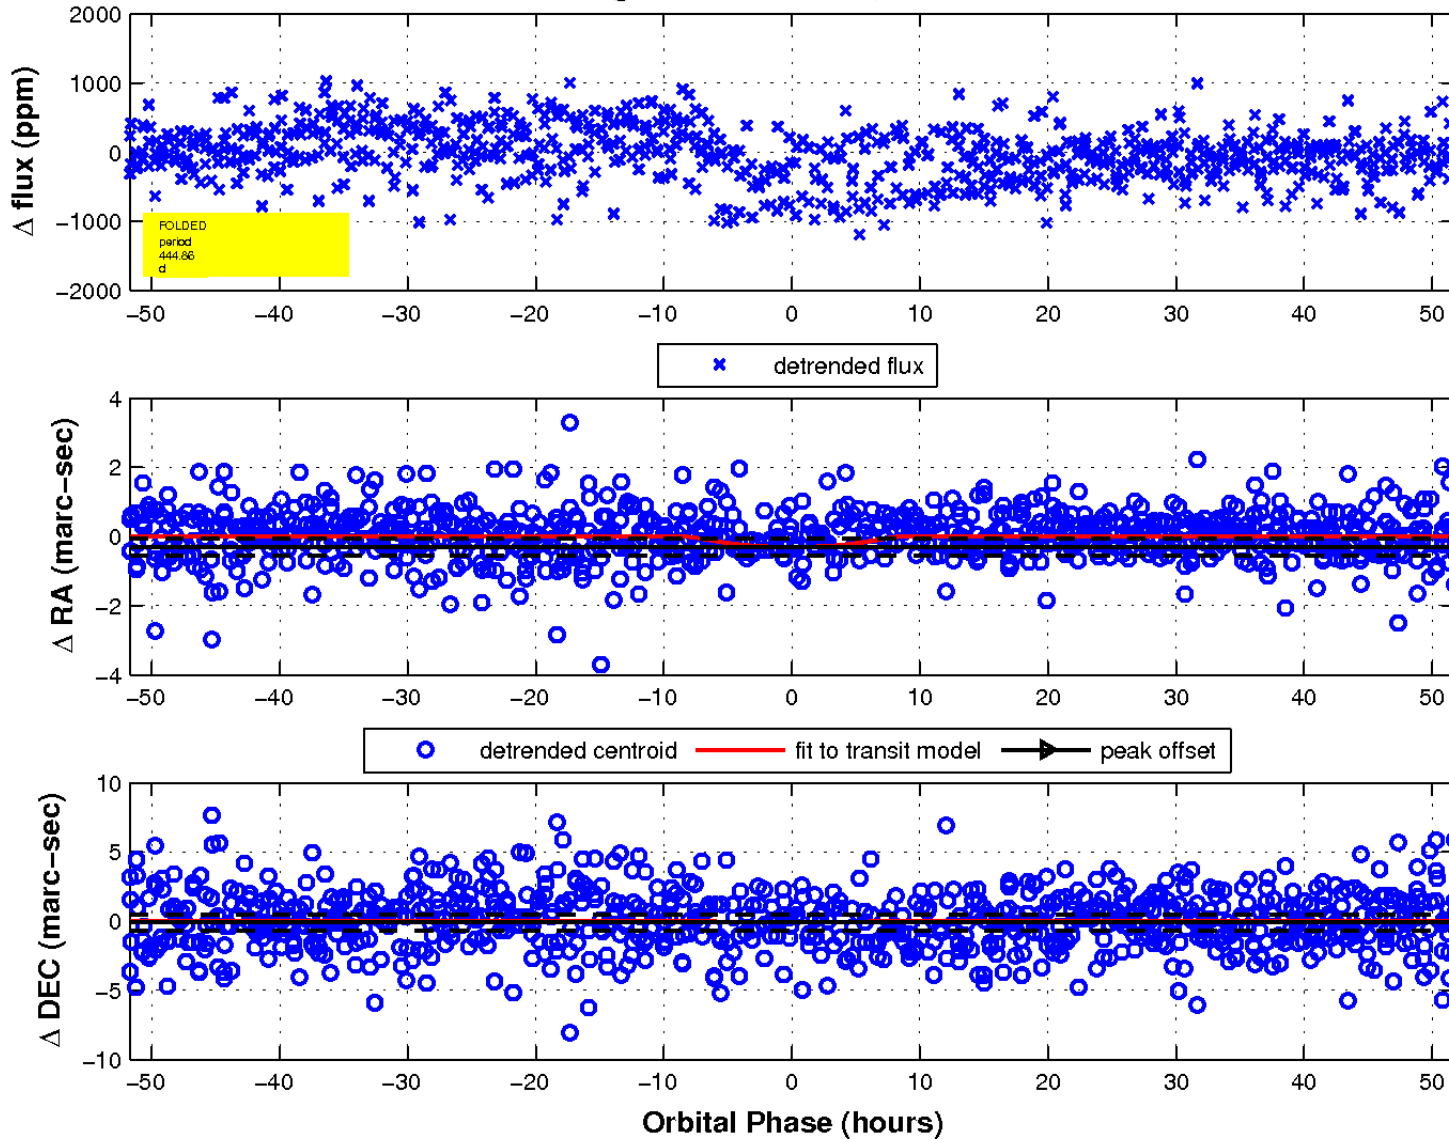 2000
1000
0
−1000
−2000
Δ flux (ppm)
FOLDED
period
444.86
d
−50 −40 −30 −20 −10 0 10 20 30 40 50
detrended flux
4
2
0
−2
−4
Δ RA (marc−sec)
−50 −40 −30 −20 −10 0 10 20 30 40 50
detrended centroid fit to transit model peak offset
10
5
0
−5
−10
Δ DEC (marc−sec)
−50 −40 −30 −20 −10 0 10 20 30 40 50
Orbital Phase (hours)